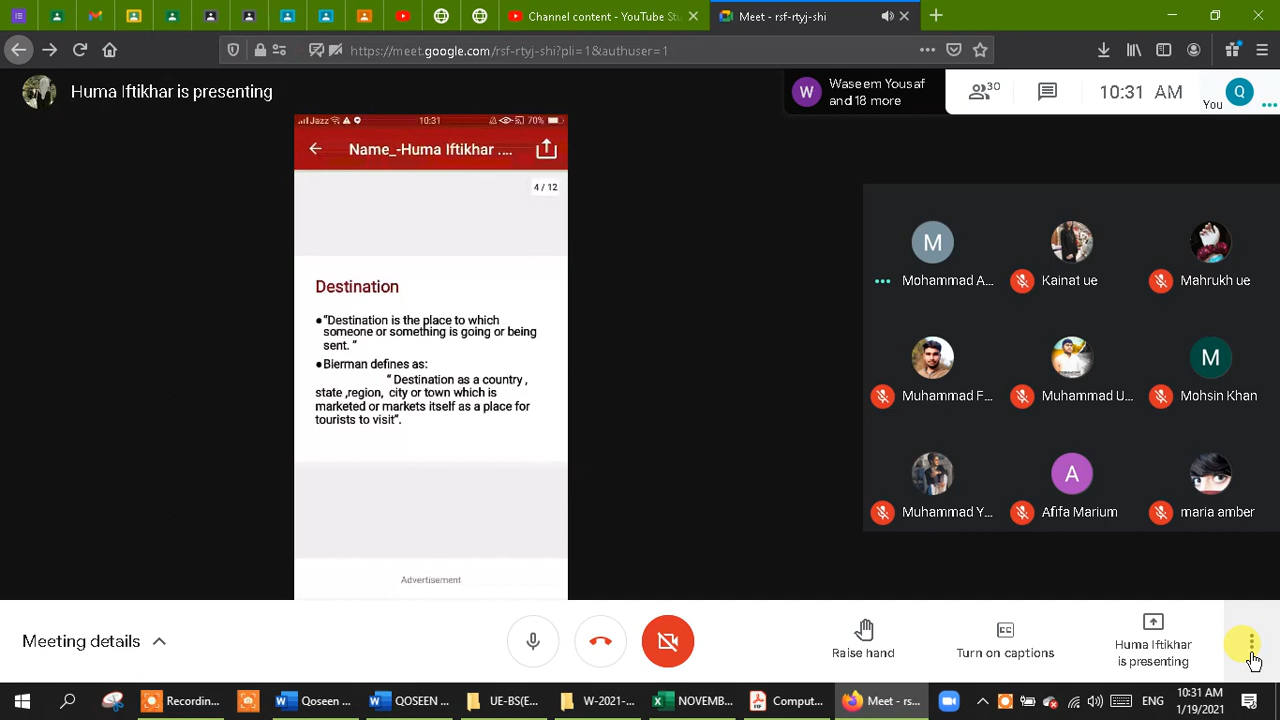 Channel content - YouTube Stu
Meet - rsf-rtyj-shi
https://meet.google.com/rsf-rtyj-shi?pli=1&authuser=1
Huma Iftikhar is presenting
W
Waseem Yousaf
and 18 more
30
10:31 AM
You
Q
Jazz
10:31
70%
Name_-Huma Iftikhar ....
4 / 12
Destination
●“Destination is the place to which
someone or something is going or being
sent. ”
●Bierman defines as:
“ Destination as a country ,
state ,region, city or town which is
marketed or markets itself as a place for
tourists to visit”.
Advertisement
M
Mohammad A...
Kainat ue
Mahrukh ue
Muhammad F...
Muhammad U...
M
Mohsin Khan
Muhammad Y...
A
Afifa Marium
maria amber
Meeting details
Raise hand
CC
Turn on captions
Huma Iftikhar
is presenting
Recordin...
Qoseen ...
QOSEEN ...
UE-BS(E...
W-2021-...
NOVEMB...
Comput...
Meet - rs...
ENG
10:31 AM
1/19/2021